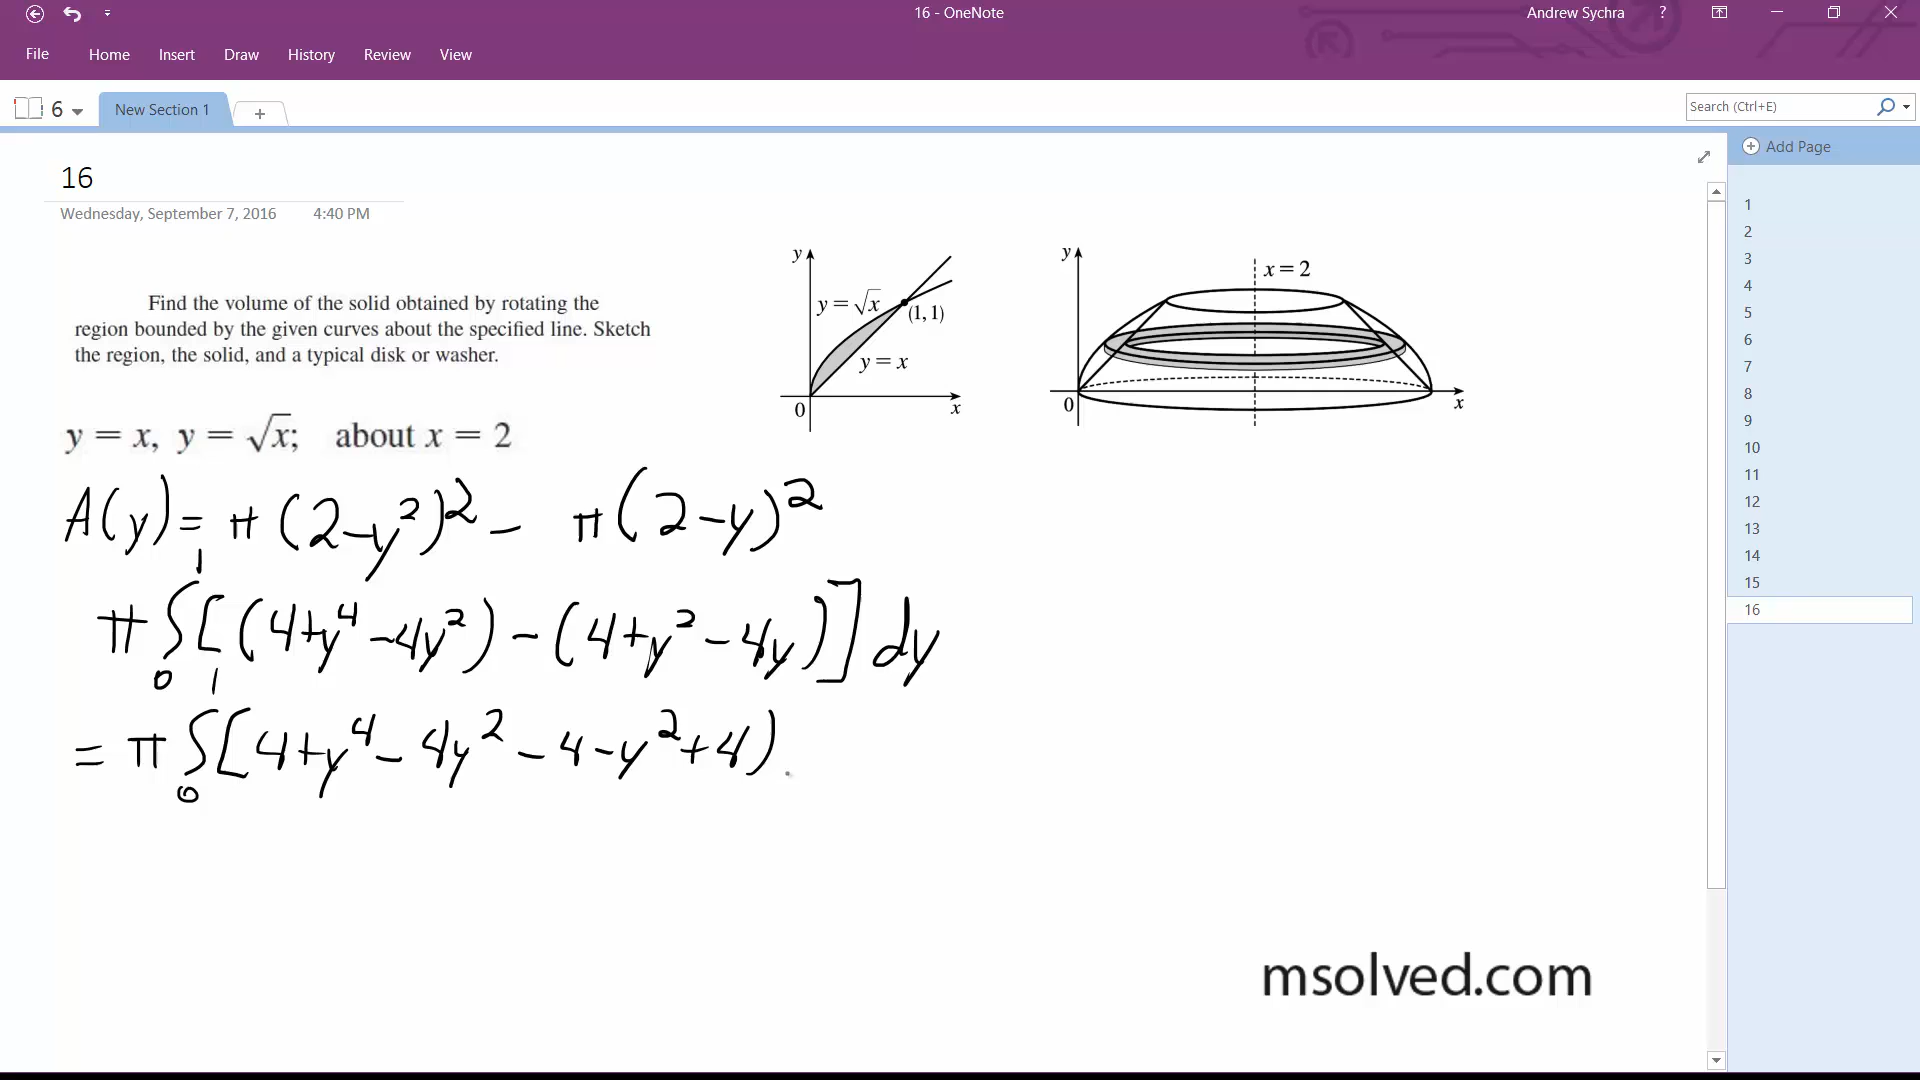 16 - OneNote
Andrew Sychra
?
File
Home
Insert
Draw
History
Review
View
6
New Section 1
+
Search (Ctrl+E)
Add Page
16
Wednesday, September 7, 2016 4:40 PM
Find the volume of the solid obtained by rotating the
region bounded by the given curves about the specified line. Sketch
the region, the solid, and a typical disk or washer.
y = x, y = √x; about x = 2
y
y = √x
(1, 1)
y = x
0
x
y
x = 2
0
x
A(y) = π(2-y²)² - π(2-y)²
π∫₀¹[(4+y⁴-4y²)-(4+y²-4y)]dy
= π∫₀¹[4+y⁴-4y²-4-y²+4)
1
2
3
4
5
6
7
8
9
10
11
12
13
14
15
16
msolved.com